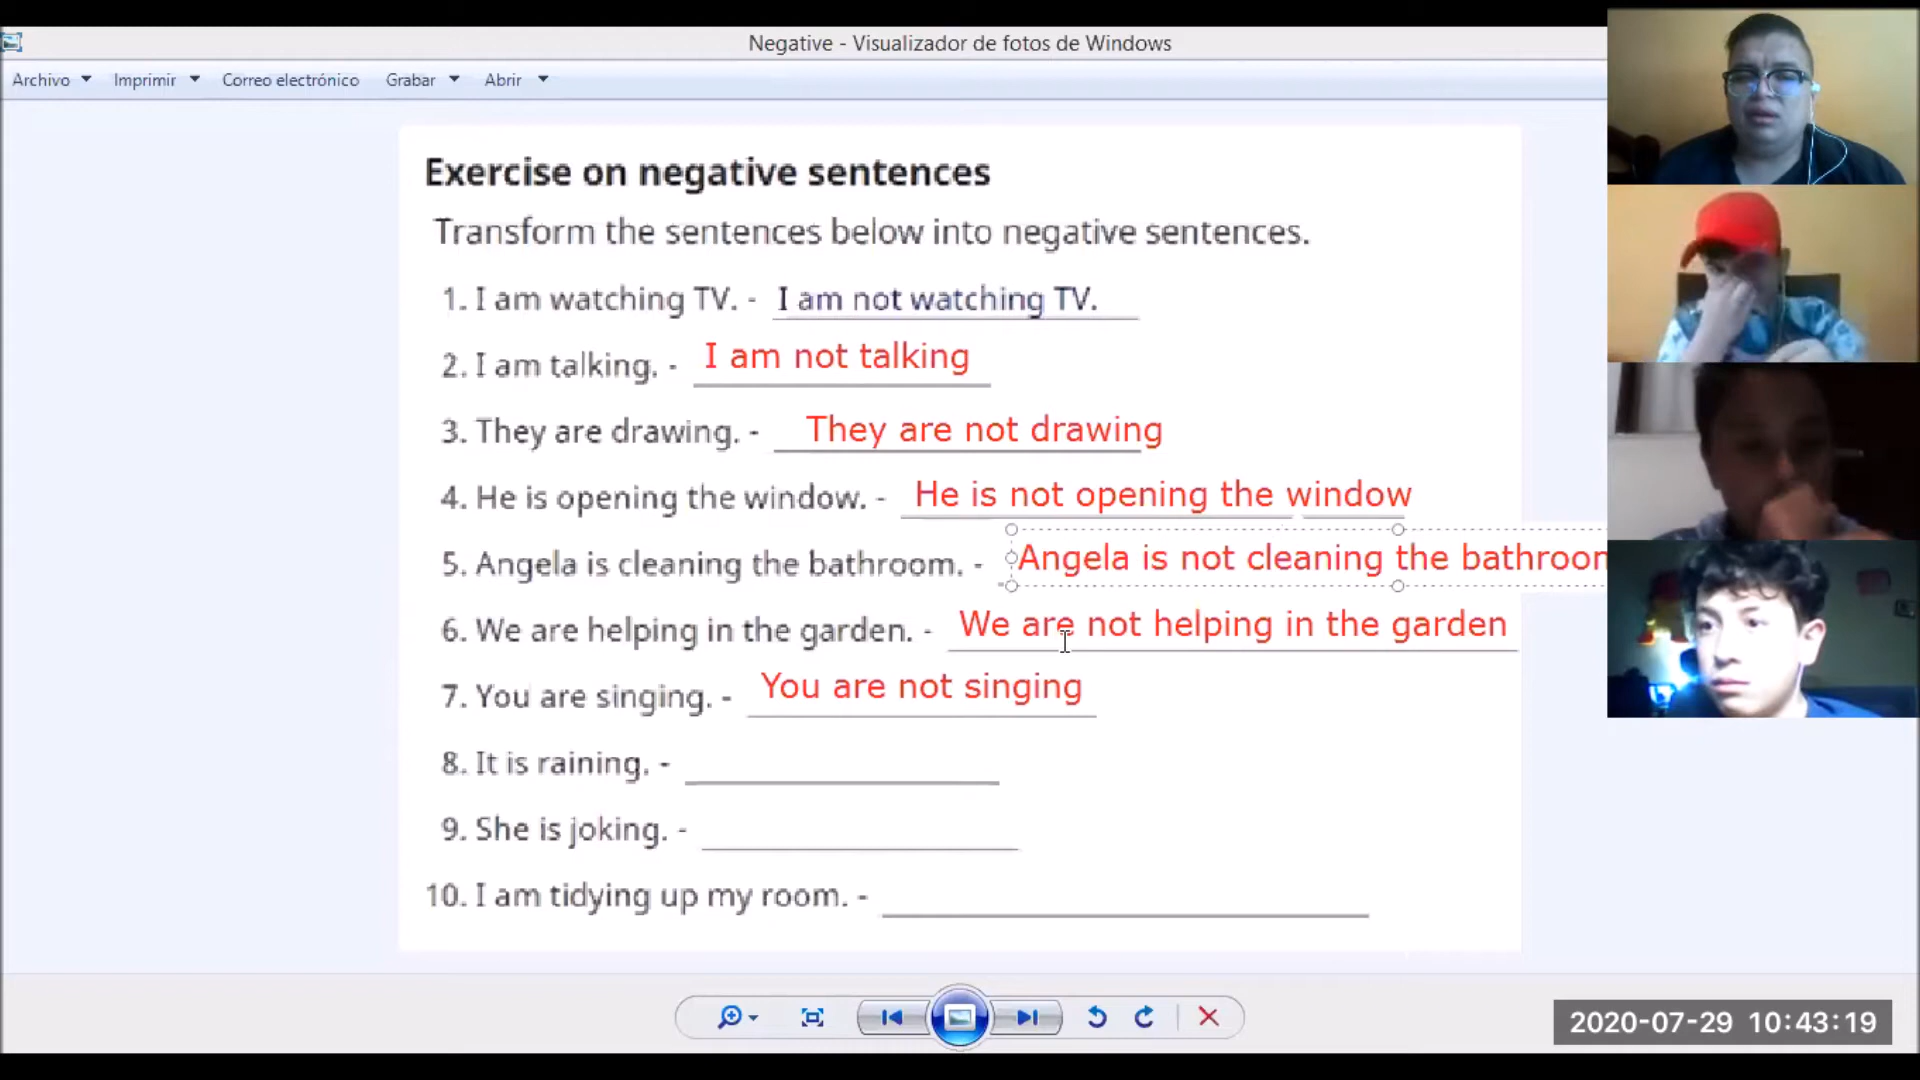 Negative - Visualizador de fotos de Windows
Archivo Imprimir Correo electrónico Grabar Abrir
Exercise on negative sentences
Transform the sentences below into negative sentences.
1. I am watching TV. - I am not watching TV.
2. I am talking. - I am not talking
3. They are drawing. - They are not drawing
4. He is opening the window. - He is not opening the window
5. Angela is cleaning the bathroom. - Angela is not cleaning the bathroom
6. We are helping in the garden. - We are not helping in the garden
7. You are singing. - You are not singing
8. It is raining. -
9. She is joking. -
10. I am tidying up my room. -
2020-07-29 10:43:19